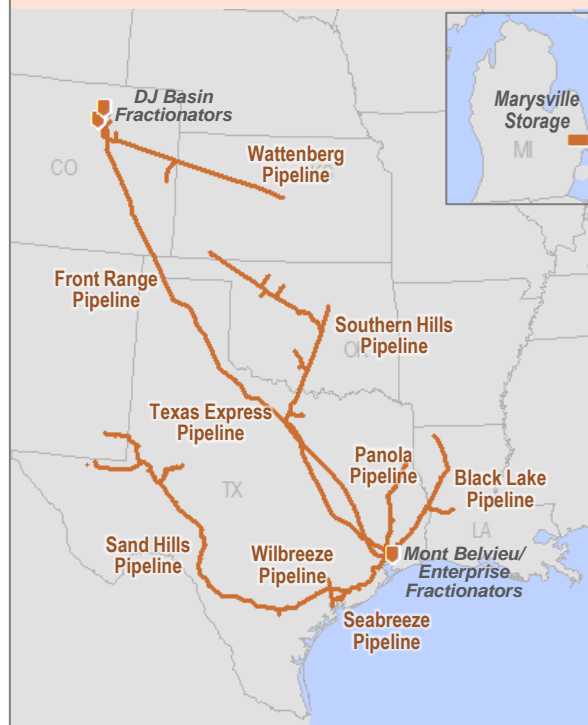 DJ Basin
Fractionators
Marysville
Storage
MI
CO
Wattenberg
Pipeline
KS
Front Range
Pipeline
Southern Hills
Pipeline
OK
Texas Express
Pipeline
Panola
Pipeline
Black Lake
Pipeline
TX
LA
Sand Hills
Pipeline
Wilbreeze
Pipeline
Mont Belvieu/
Enterprise
Fractionators
Seabreeze
Pipeline